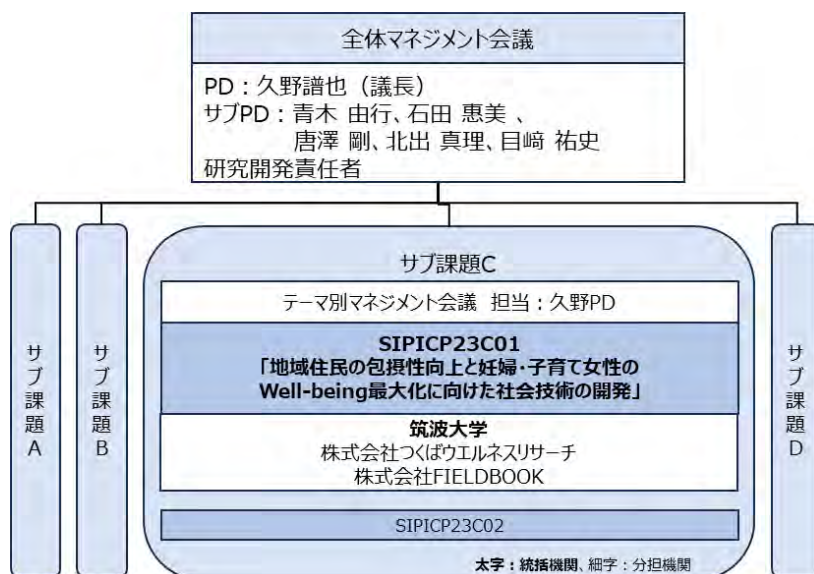 全体マネジメント会議
PD：久野譜也（議長）
サブPD：青木 由行、石田 惠美 、
唐澤 剛、北出 真理、目﨑 祐史
研究開発責任者
サブ課題A
サブ課題B
サブ課題C
テーマ別マネジメント会議 担当：久野PD
SIPICP23C01
「地域住民の包摂性向上と妊婦・子育て女性の
Well-being最大化に向けた社会技術の開発」
筑波大学
株式会社つくばウエルネスリサーチ
株式会社FIELDBOOK
SIPICP23C02
太字：統括機関、細字：分担機関
サブ課題D